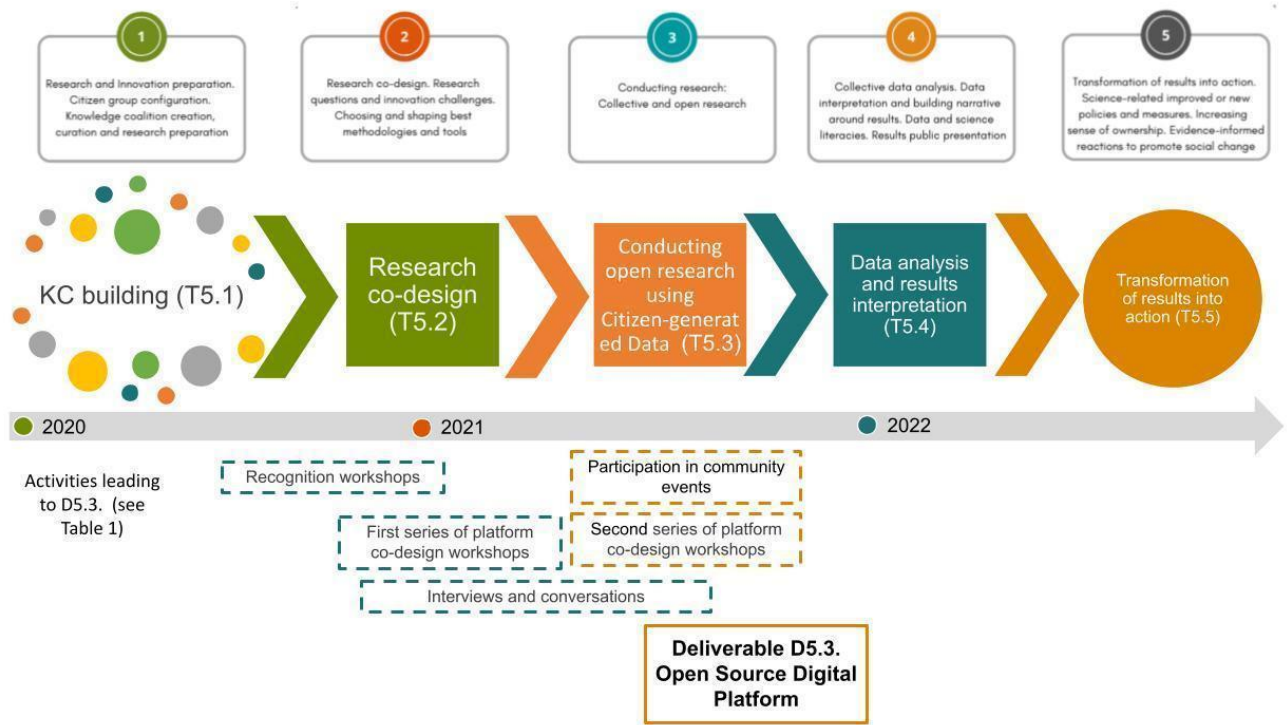 1
Research and Innovation preparation.
Citizen group configuration.
Knowledge coalition creation,
curation and research preparation
2
Research co-design. Research
questions and innovation challenges.
Choosing and shaping best
methodologies and tools
3
Conducting research:
Collective and open research
4
Collective data analysis. Data
interpretation and building narrative
around results. Data and science
literacies. Results public presentation
5
Transformation of results into action.
Science-related improved or new
policies and measures. Increasing
sense of ownership. Evidence-informed
reactions to promote social change
KC building (T5.1)
Research
co-design
(T5.2)
Conducting
open research
using
Citizen-generat
ed Data (T5.3)
Data analysis
and results
interpretation
(T5.4)
Transformation
of results into
action (T5.5)
2020
2021
2022
Activities leading
to D5.3. (see
Table 1)
Recognition workshops
Participation in community
events
First series of platform
co-design workshops
Second series of platform
co-design workshops
Interviews and conversations
Deliverable D5.3.
Open Source Digital
Platform